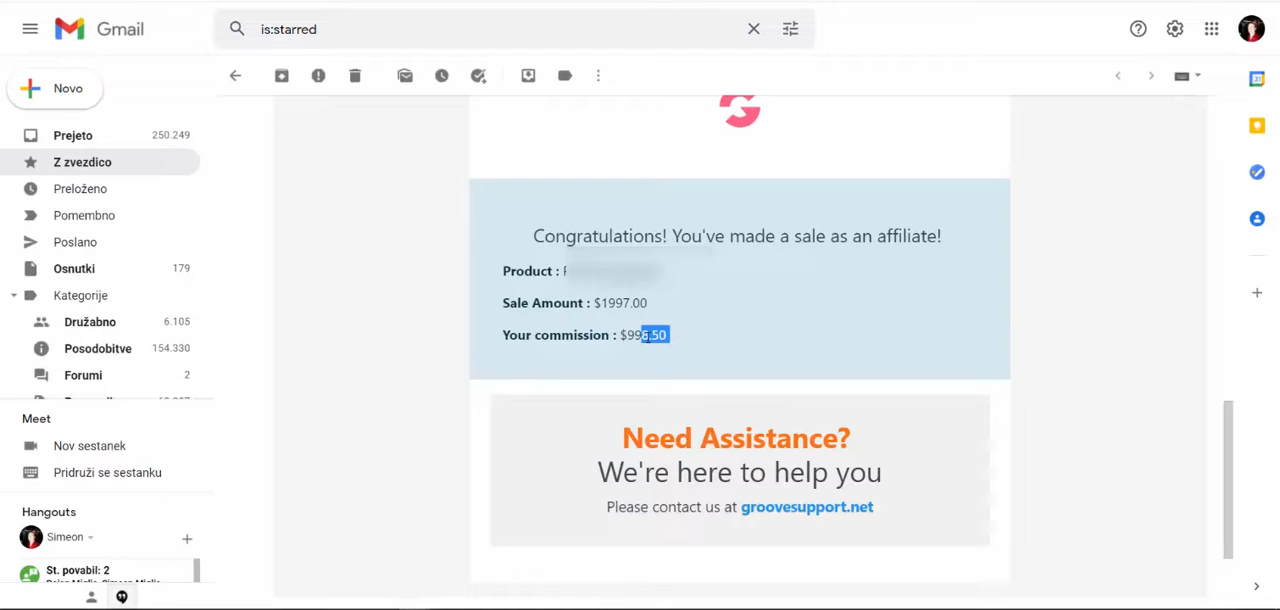 Gmail
is:starred
Novo
Prejeto 250.249
Z zvezdico
Preloženo
Pomembno
Poslano
Osnutki 179
Kategorije
Družabno 6.105
Posodobitve 154.330
Forumi 2
Meet
Nov sestanek
Pridruži se sestanku
Hangouts
Simeon
St. povabil: 2
Congratulations! You've made a sale as an affiliate!
Product :
Sale Amount : $1997.00
Your commission : $998.50
Need Assistance?
We're here to help you
Please contact us at groovesupport.net